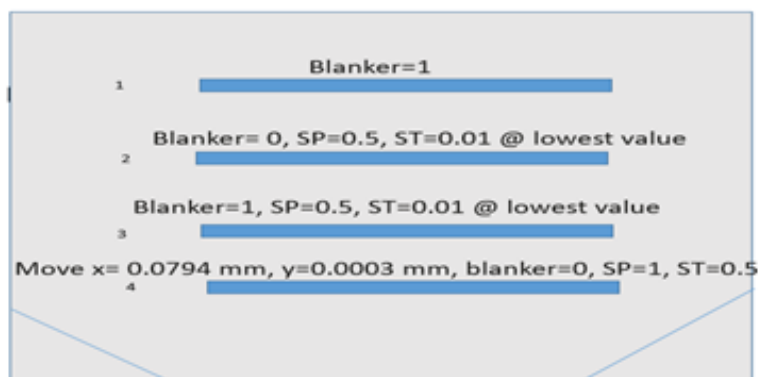 Blanker=1
1
Blanker= 0, SP=0.5, ST=0.01 @ lowest value
2
Blanker=1, SP=0.5, ST=0.01 @ lowest value
3
Move x= 0.0794 mm, y=0.0003 mm, blanker=0, SP=1, ST=0.5
4